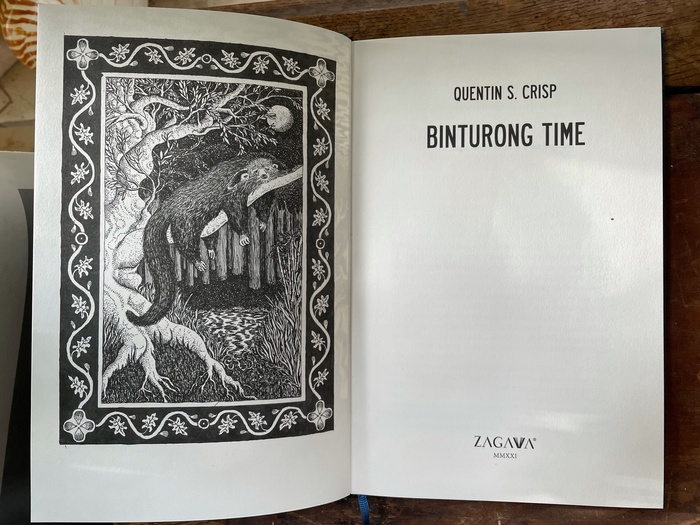 QUENTIN S. CRISP
BINTURONG TIME
ZAGAVA®
MMXXI